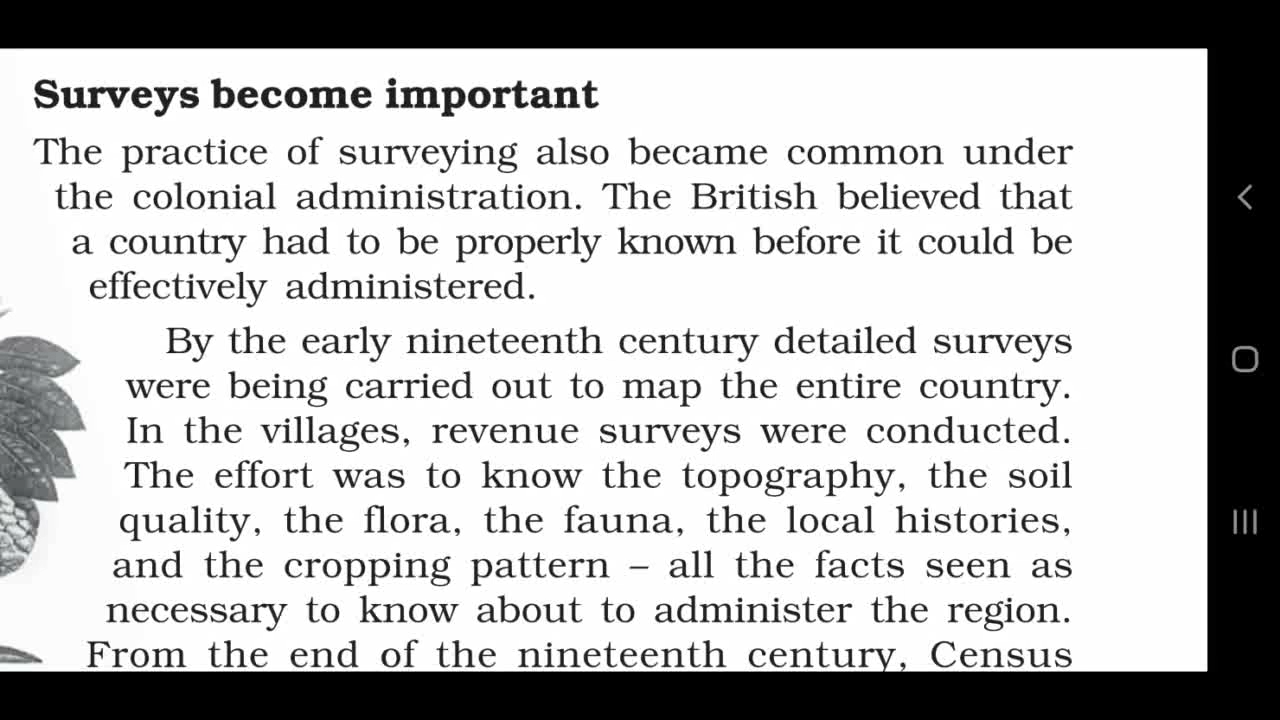 Surveys become important
The practice of surveying also became common under
the colonial administration. The British believed that
a country had to be properly known before it could be
effectively administered.
By the early nineteenth century detailed surveys
were being carried out to map the entire country.
In the villages, revenue surveys were conducted.
The effort was to know the topography, the soil
quality, the flora, the fauna, the local histories,
and the cropping pattern – all the facts seen as
necessary to know about to administer the region.
From the end of the nineteenth century, Census